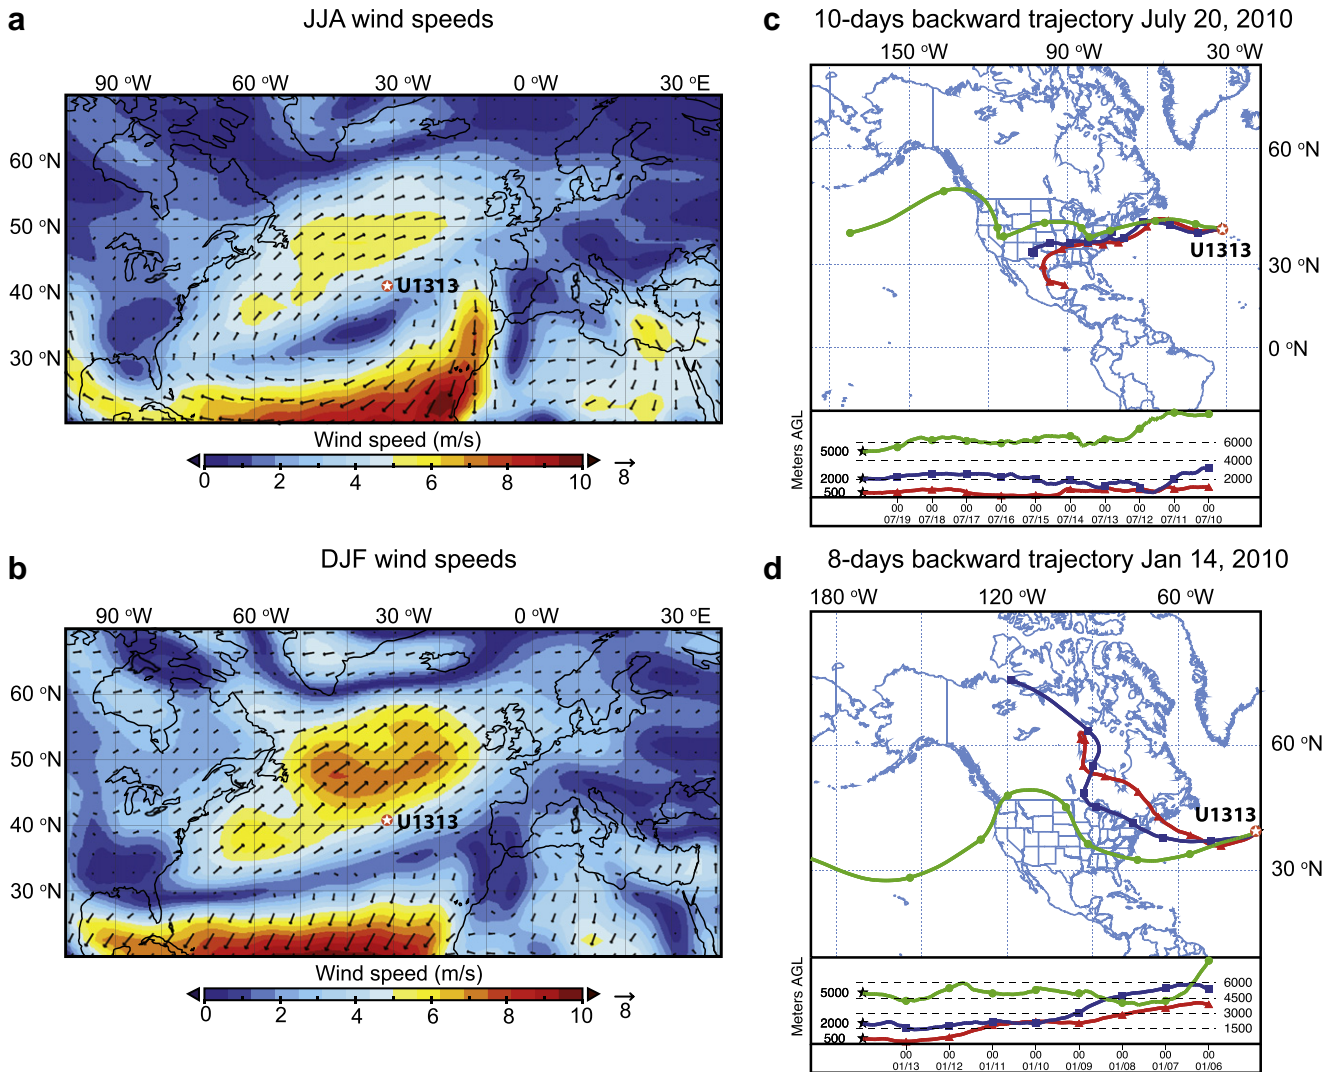 a
JJA wind speeds
90 °W 60 °W 30 °W 0 °W 30 °E
60 °N
50 °N
40 °N
30 °N
U1313
Wind speed (m/s)
0 2 4 6 8 10 8
b
DJF wind speeds
90 °W 60 °W 30 °W 0 °W 30 °E
60 °N
50 °N
40 °N
30 °N
U1313
Wind speed (m/s)
0 2 4 6 8 10 8
c
10-days backward trajectory July 20, 2010
150 °W 90 °W 30 °W
60 °N
30 °N
0 °N
U1313
Meters AGL
5000
2000
500
6000
4000
2000
00 00 00 00 00 00 00 00 00 00
07/19 07/18 07/17 07/16 07/15 07/14 07/13 07/12 07/11 07/10
d
8-days backward trajectory Jan 14, 2010
180 °W 120 °W 60 °W
60 °N
30 °N
U1313
Meters AGL
5000
2000
500
6000
4500
3000
1500
00 00 00 00 00 00 00 00
01/13 01/12 01/11 01/10 01/09 01/08 01/07 01/06